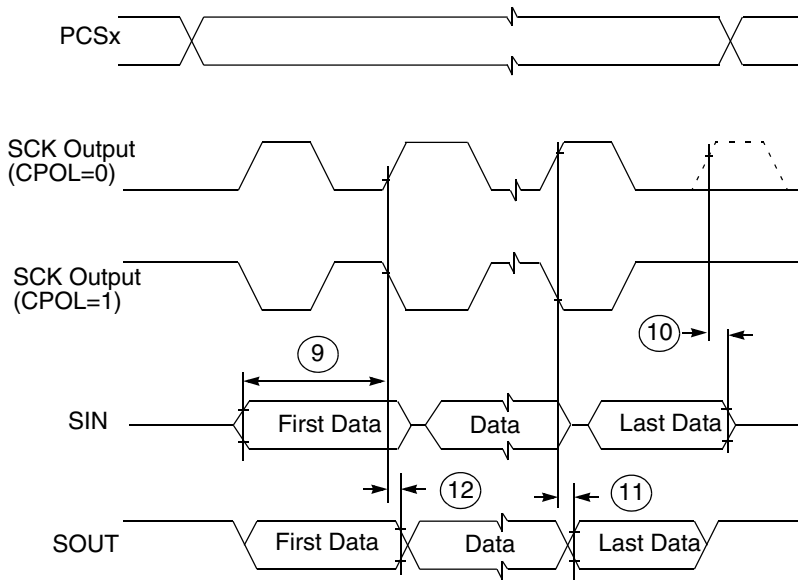 PCSx
SCK Output
(CPOL=0)
SCK Output
(CPOL=1)
10
9
SIN
First Data
Data
Last Data
12
11
SOUT
First Data
Data
Last Data